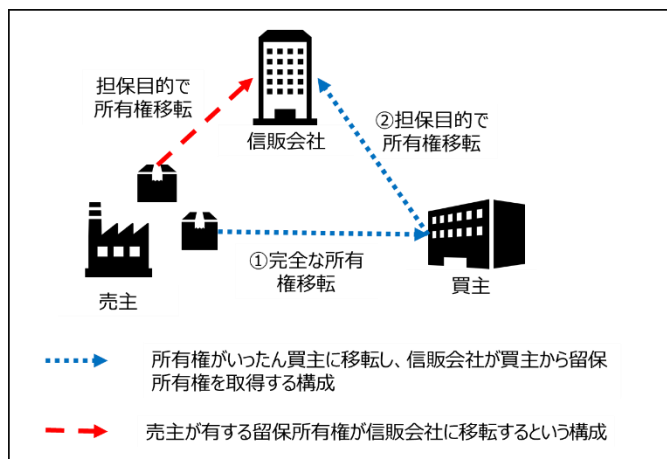 担保目的で
所有権移転
信販会社
②担保目的で
所有権移転
①完全な所有
権移転
売主
買主
所有権がいったん買主に移転し、信販会社が買主から留保
所有権を取得する構成
売主が有する留保所有権が信販会社に移転するという構成